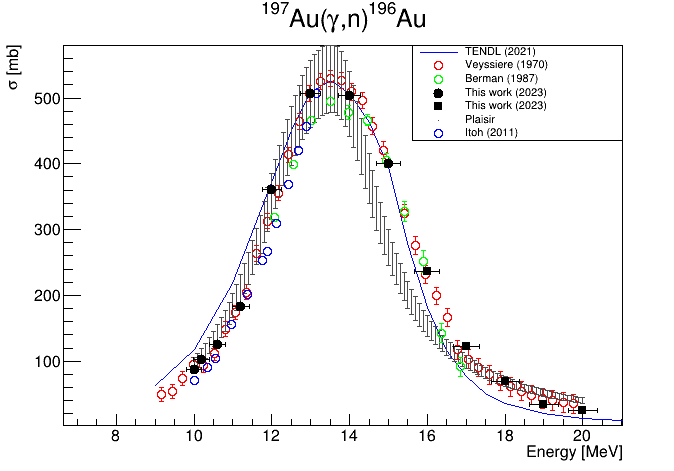 197Au(γ,n)196Au
σ [mb]
TENDL (2021)
Veyssiere (1970)
Berman (1987)
This work (2023)
This work (2023)
Plaisir
Itoh (2011)
500
400
300
200
100
8 10 12 14 16 18 20
Energy [MeV]